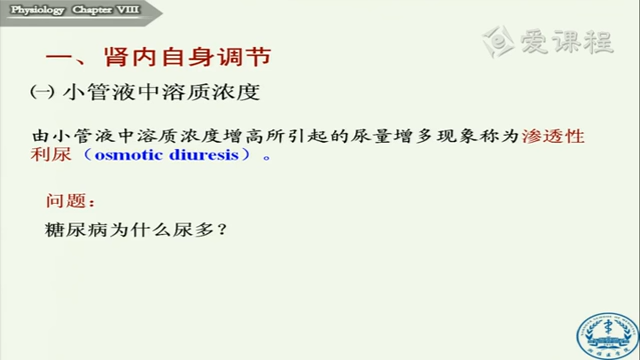 Physiology Chapter VIII
爱课程
一、肾内自身调节
㈠ 小管液中溶质浓度
由小管液中溶质浓度增高所引起的尿量增多现象称为渗透性
利尿（osmotic diuresis）。
问题：
糖尿病为什么尿多？